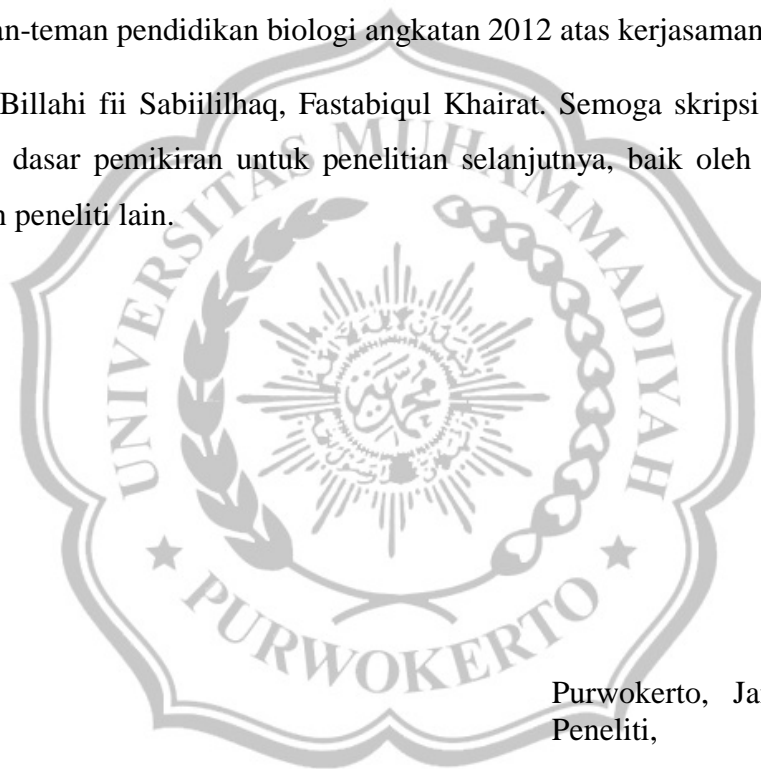 an-teman pendidikan biologi angkatan 2012 atas kerjasaman
Billahi fii Sabiililhaq, Fastabiqul Khairat. Semoga skripsi
dasar pemikiran untuk penelitian selanjutnya, baik oleh
n peneliti lain.
UNIVERSITAS MUHAMMADIYAH
PURWOKERTO
Purwokerto, Jan
Peneliti,